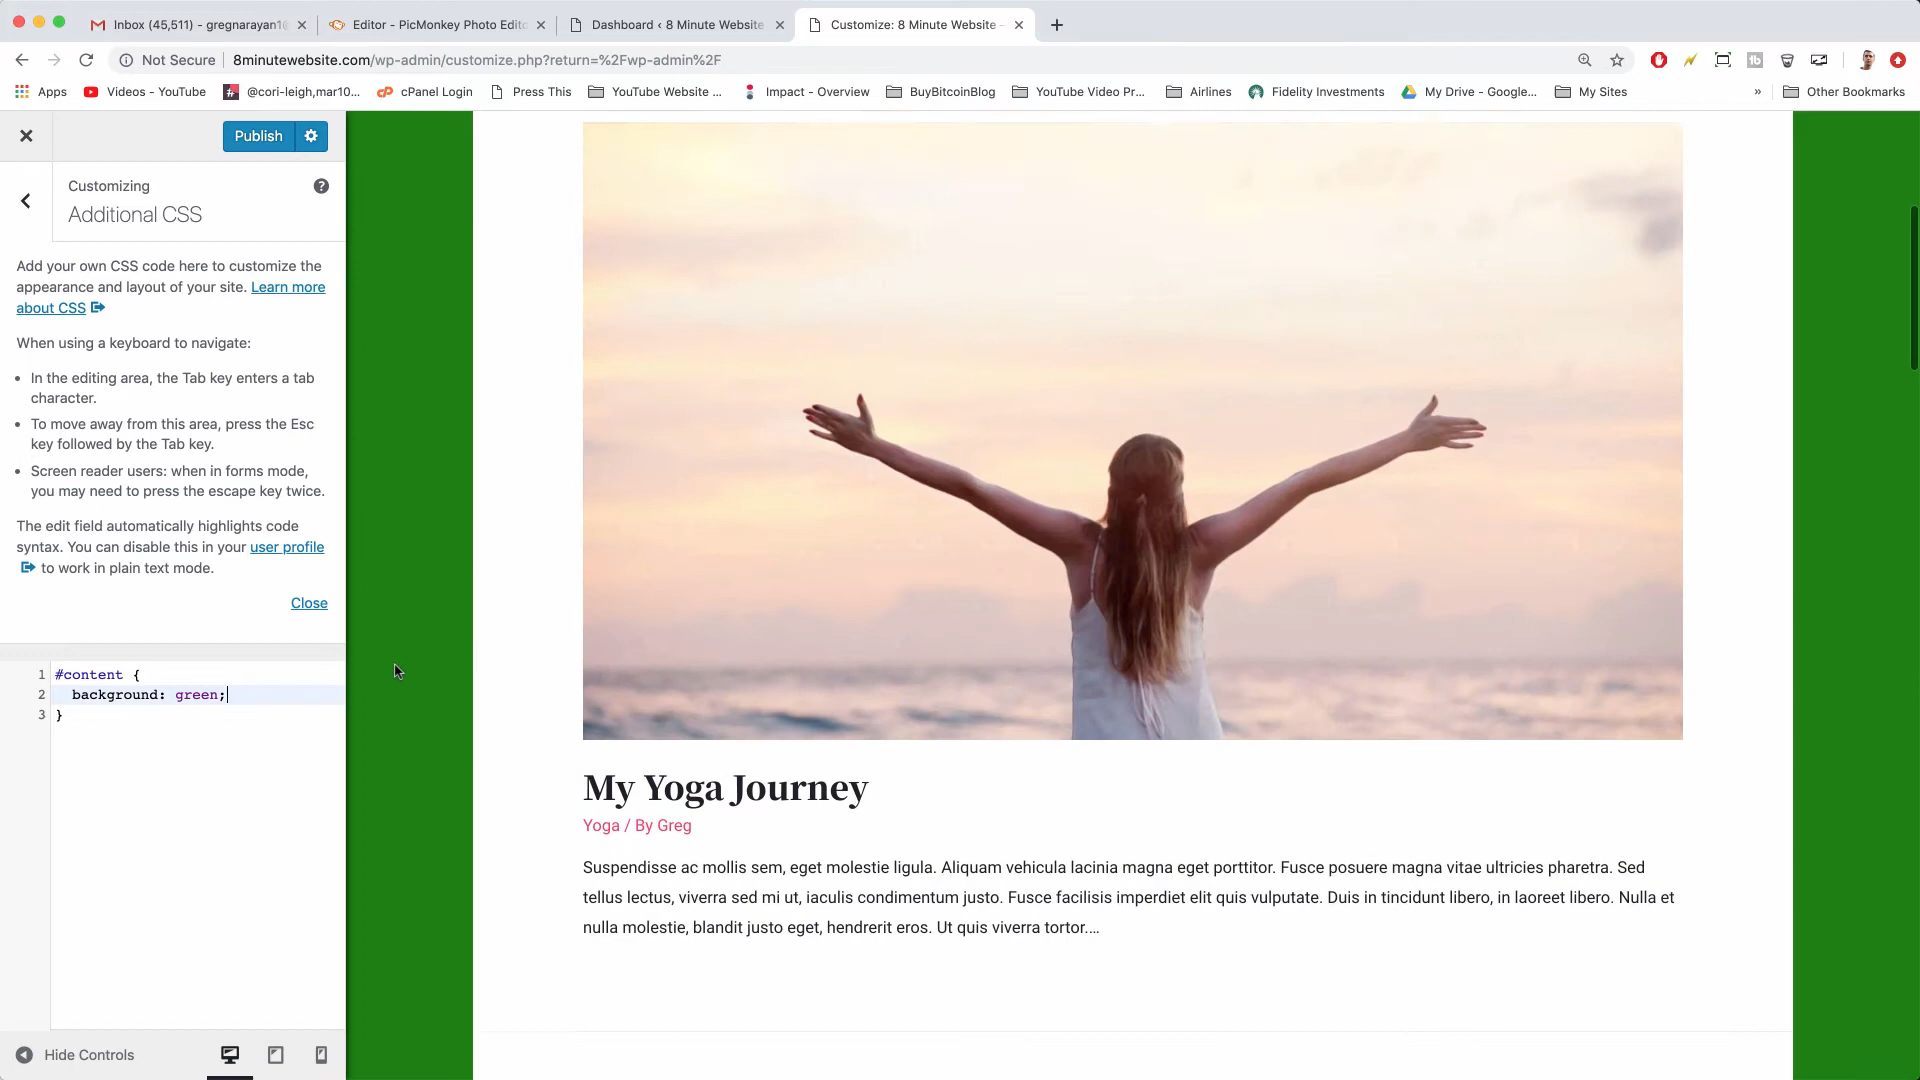 Inbox (45,511) - gregnarayan1@
Editor - PicMonkey Photo Edito
Dashboard ‹ 8 Minute Website
Customize: 8 Minute Website –
Not Secure
8minutewebsite.com/wp-admin/customize.php?return=%2Fwp-admin%2F
Apps
Videos - YouTube
@cori-leigh,mar10...
cPanel Login
Press This
YouTube Website ...
Impact - Overview
BuyBitcoinBlog
YouTube Video Pr...
Airlines
Fidelity Investments
My Drive - Google...
My Sites
»
Other Bookmarks
Publish
Customizing
Additional CSS
Add your own CSS code here to customize the
appearance and layout of your site. Learn more
about CSS
When using a keyboard to navigate:
• In the editing area, the Tab key enters a tab
character.
• To move away from this area, press the Esc
key followed by the Tab key.
• Screen reader users: when in forms mode,
you may need to press the escape key twice.
The edit field automatically highlights code
syntax. You can disable this in your user profile
to work in plain text mode.
Close
1 #content {
2 background: green;
3 }
Hide Controls
My Yoga Journey
Yoga / By Greg
Suspendisse ac mollis sem, eget molestie ligula. Aliquam vehicula lacinia magna eget porttitor. Fusce posuere magna vitae ultricies pharetra. Sed
tellus lectus, viverra sed mi ut, iaculis condimentum justo. Fusce facilisis imperdiet elit quis vulputate. Duis in tincidunt libero, in laoreet libero. Nulla et
nulla molestie, blandit justo eget, hendrerit eros. Ut quis viverra tortor.…